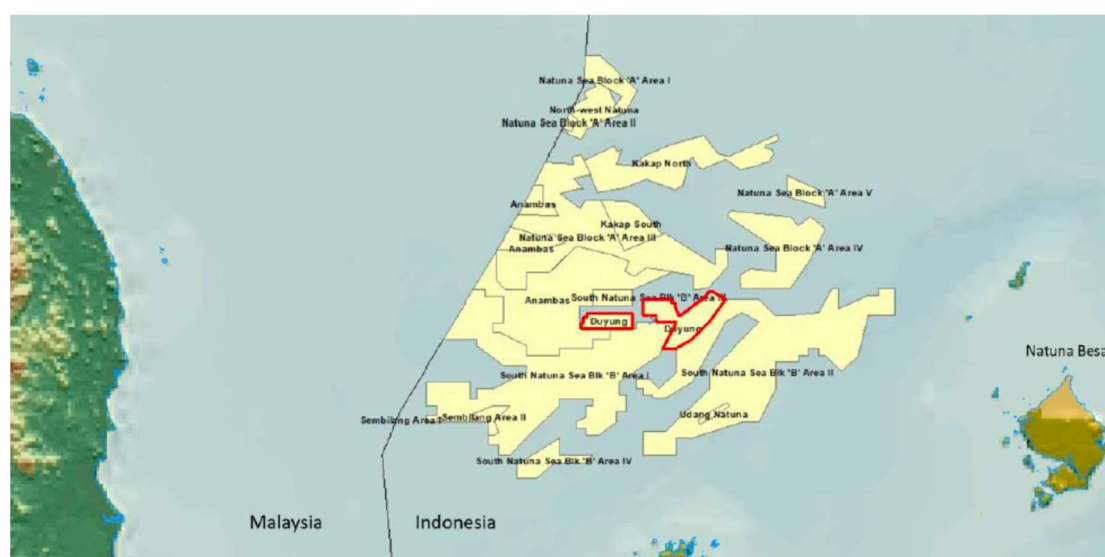 Natuna Sea Block 'A' Area I
North-west Natuna
Natuna Sea Block 'A' Area II
Kakap North
Natuna Sea Block 'A' Area V
Anambas
Kakap South
Natuna Sea Block 'A' Area III
Anambas
Natuna Sea Block 'A' Area IV
Anambas
South Natuna Sea Blk 'B' Area III
Duyung
Duyung
Natuna Besa
South Natuna Sea Blk 'B' Area I
South Natuna Sea Blk 'B' Area II
Sembilang Area I
Sembilang Area II
Udang Natuna
South Natuna Sea Blk 'B' Area IV
Malaysia
Indonesia